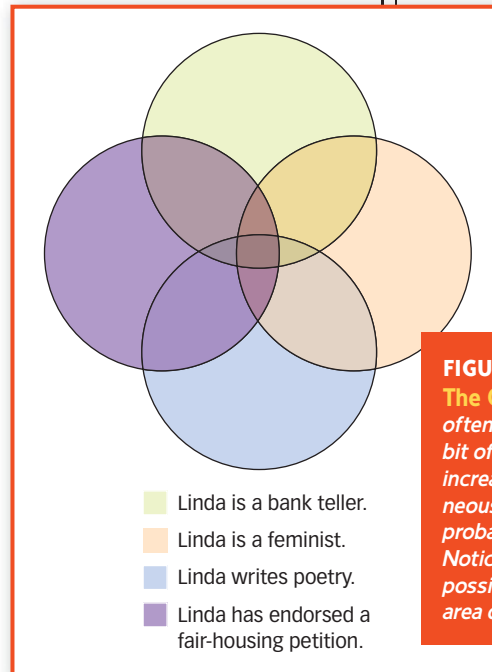 Linda is a bank teller.
Linda is a feminist.
Linda writes poetry.
Linda has endorsed a
fair-housing petition.
FIGU
The
often
bit of
increa
neous
proba
Notic
possi
area